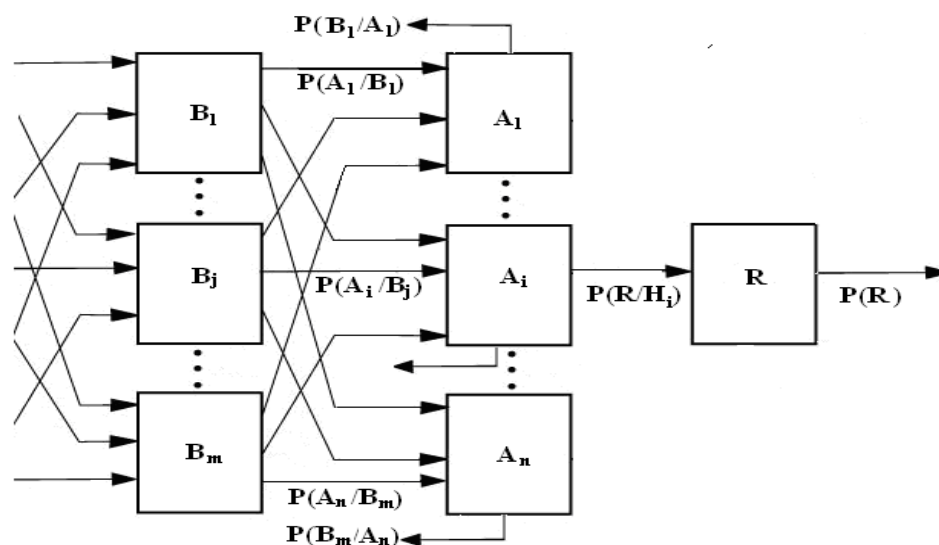 P(B₁/A₁)
P(A₁/B₁)
B₁
A₁
Bⱼ
P(Aᵢ/Bⱼ)
Aᵢ
P(R/Hᵢ)
R
P(R)
Bₘ
Aₙ
P(Aₙ/Bₘ)
P(Bₘ/Aₙ)